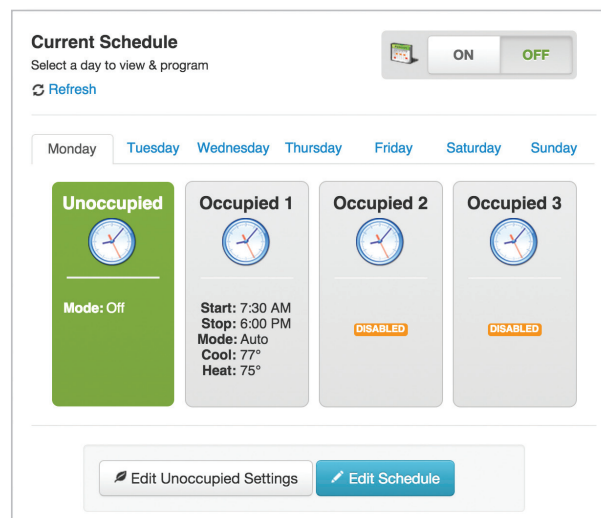 Current Schedule
Select a day to view & program
Refresh
ON OFF
Monday Tuesday Wednesday Thursday Friday Saturday Sunday
Unoccupied
Mode: Off
Occupied 1
Start: 7:30 AM
Stop: 6:00 PM
Mode: Auto
Cool: 77°
Heat: 75°
Occupied 2
DISABLED
Occupied 3
DISABLED
Edit Unoccupied Settings Edit Schedule